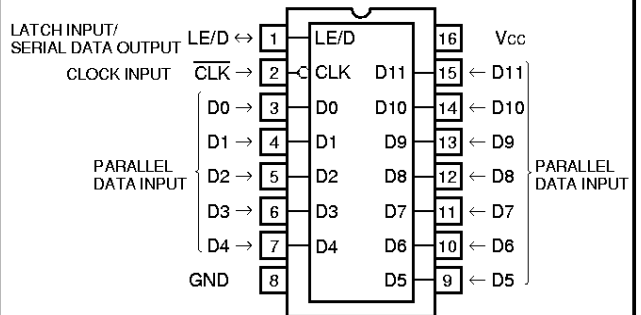 LATCH INPUT/
SERIAL DATA OUTPUT LE/D ↔ 1 LE/D 16 Vcc
CLOCK INPUT C̅L̅K̅ → 2 CLK D11 15 ← D11
D0 → 3 D0 D10 14 ← D10
D1 → 4 D1 D9 13 ← D9
PARALLEL
DATA INPUT
D2 → 5 D2 D8 12 ← D8
PARALLEL
DATA INPUT
D3 → 6 D3 D7 11 ← D7
D4 → 7 D4 D6 10 ← D6
GND 8 D5 9 ← D5